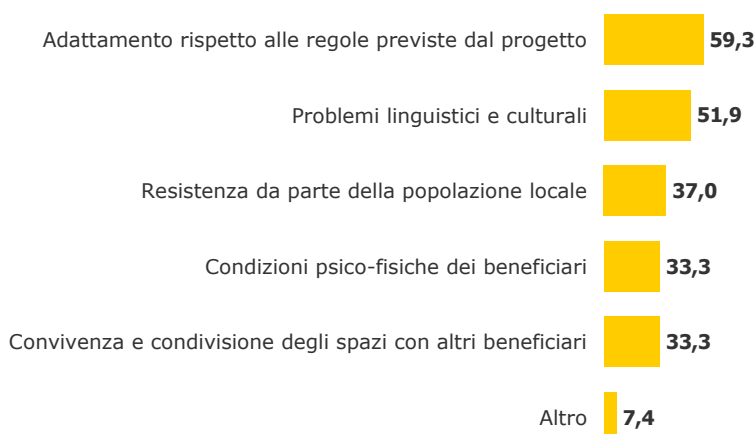 Adattamento rispetto alle regole previste dal progetto 59,3
Problemi linguistici e culturali 51,9
Resistenza da parte della popolazione locale 37,0
Condizioni psico-fisiche dei beneficiari 33,3
Convivenza e condivisione degli spazi con altri beneficiari 33,3
Altro 7,4